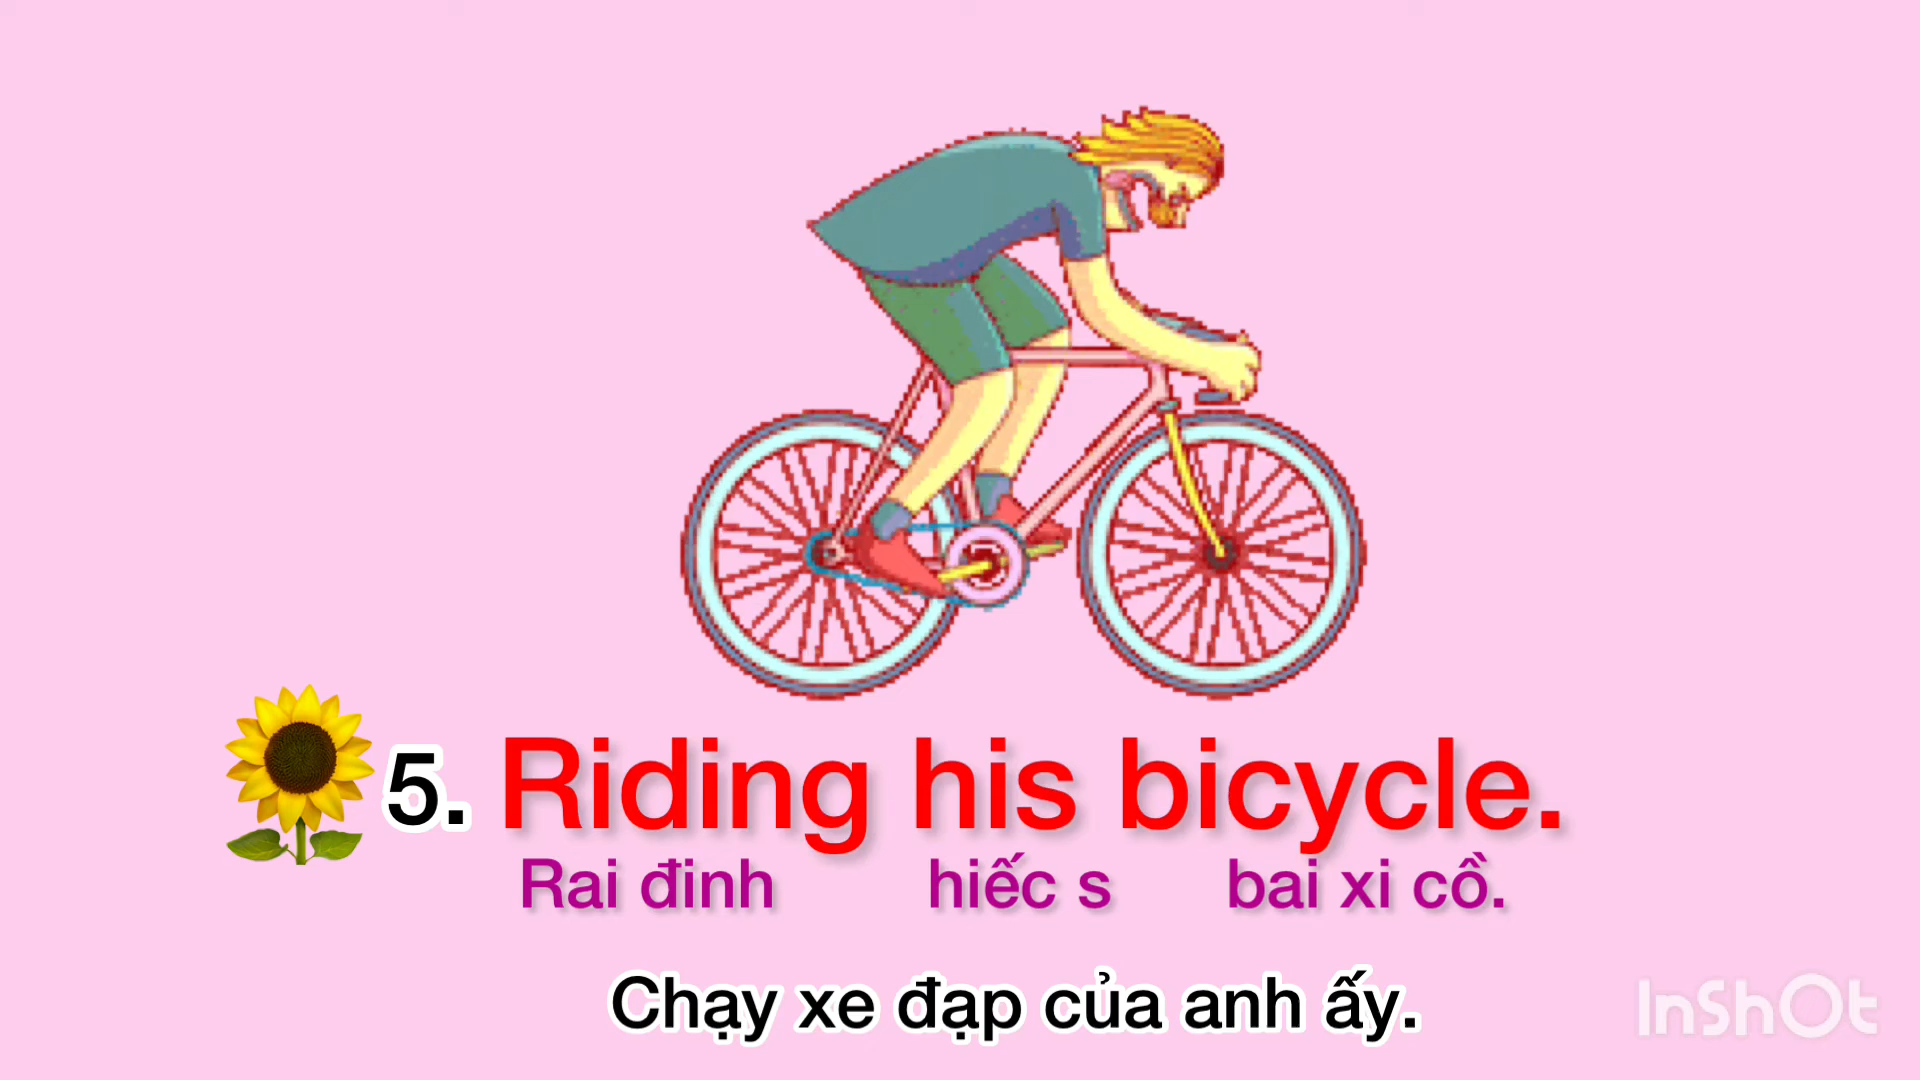 5. Riding his bicycle.
Rai đinh hiếc s bai xi cồ.
Chạy xe đạp của anh ấy.
InShOt